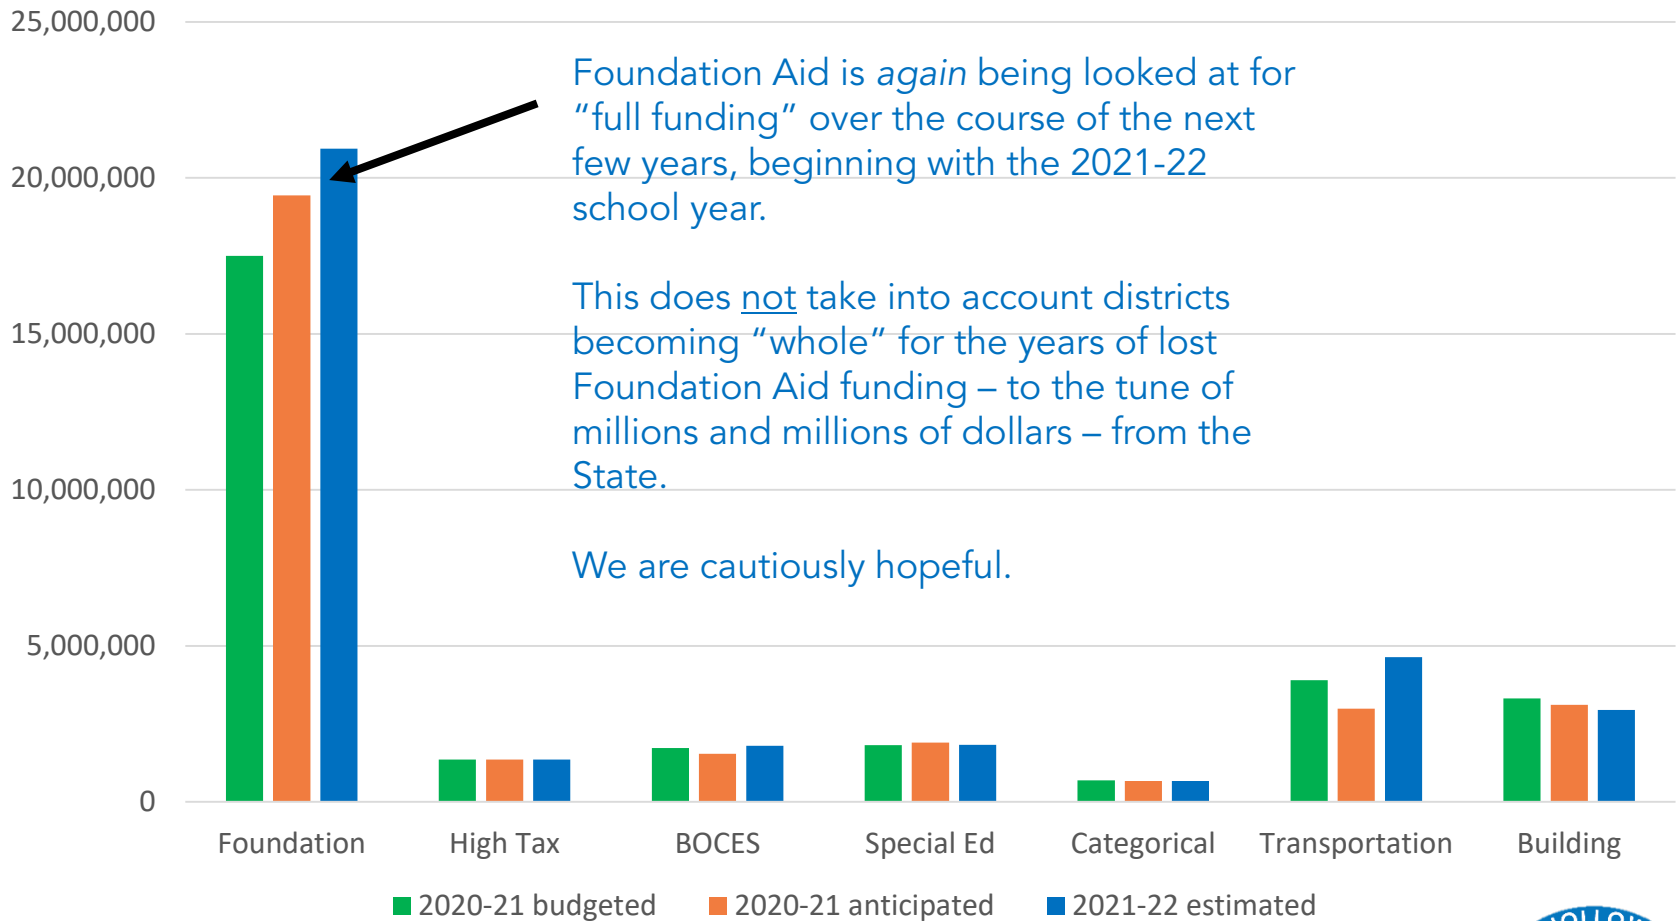 25,000,000
20,000,000
15,000,000
10,000,000
5,000,000
0
Foundation Aid is again being looked at for
“full funding” over the course of the next
few years, beginning with the 2021-22
school year.
This does not take into account districts
becoming “whole” for the years of lost
Foundation Aid funding – to the tune of
millions and millions of dollars – from the
State.
We are cautiously hopeful.
Foundation High Tax BOCES Special Ed Categorical Transportation Building
2020-21 budgeted 2020-21 anticipated 2021-22 estimated